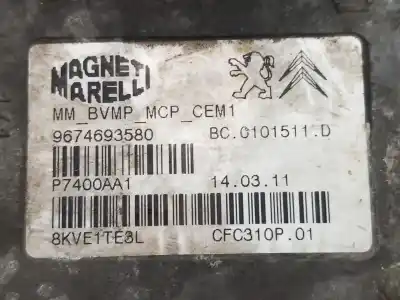 MAGNETI
MARELLI
MM_BVMP_MCP_CEM1
9674693580 BC.0101511.D
P7400AA1 14.03.11
8KVE1TE3L CFC310P.01